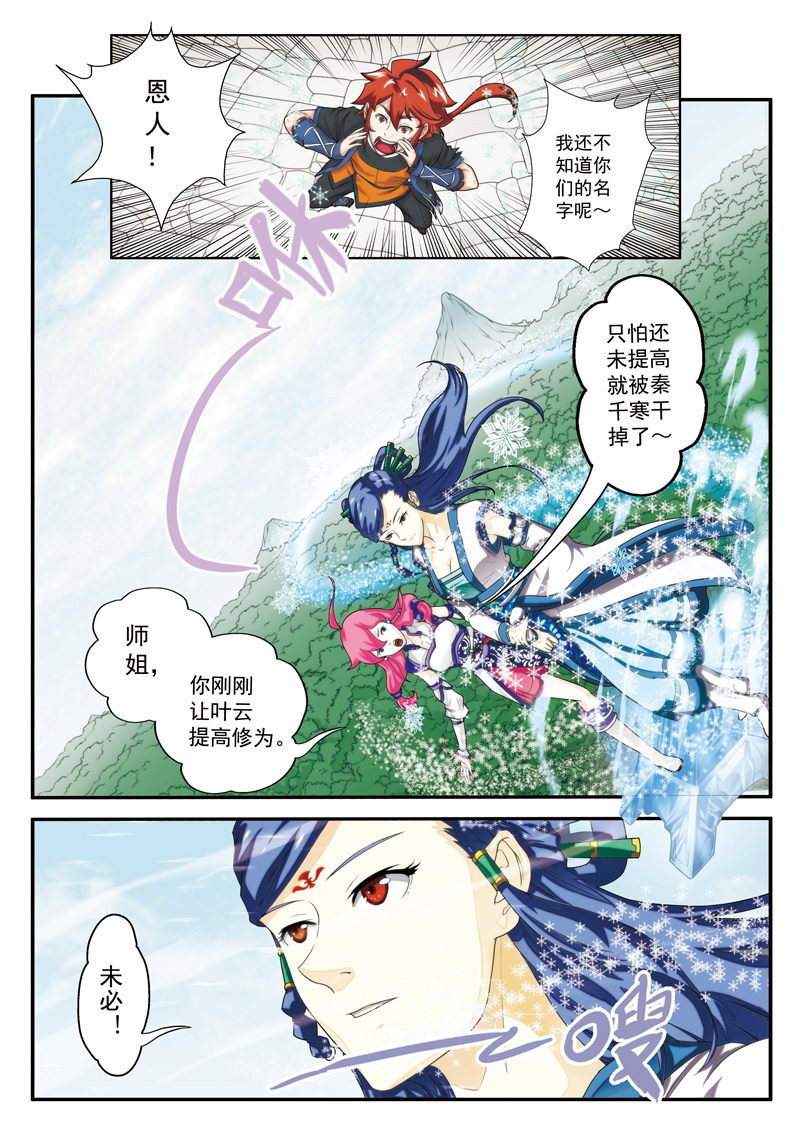 恩
人！
我还不
知道你
们的名
字呢～
咻
只怕还
未提高
就被秦
千寒干
掉了～
师
姐，
你刚刚
让叶云
提高修为。
未
必！
嗖